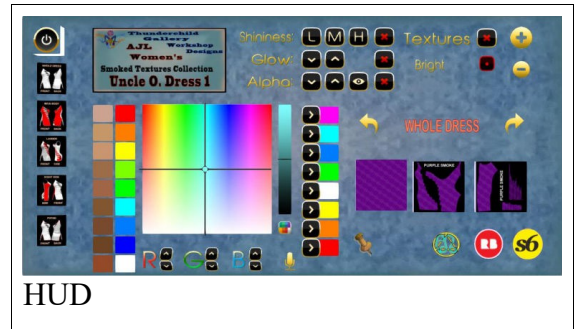 Thunderchild
Gallery
AJL Workshop
Designs
Women's
Smoked Textures Collection
Uncle O. Dress 1
Shininess: L M H
Glow:
Alpha:
Textures
Bright:
WHOLE DRESS
PURPLE SMOKE
PURPLE SMOKE
R G B
RB
s6
HUD